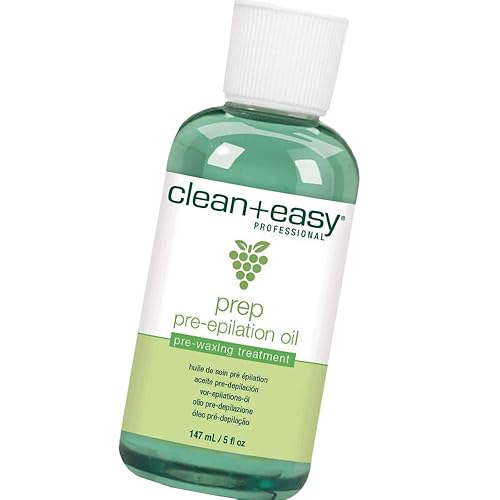 clean+easy®
PROFESSIONAL
prep
pre-epilation oil
pre-waxing treatment
huile de soin pré épilation
aceite pre-depilación
vor-epilations-öl
olio pre-depilazione
óleo pré-depilação
147 mL / 5 fl oz